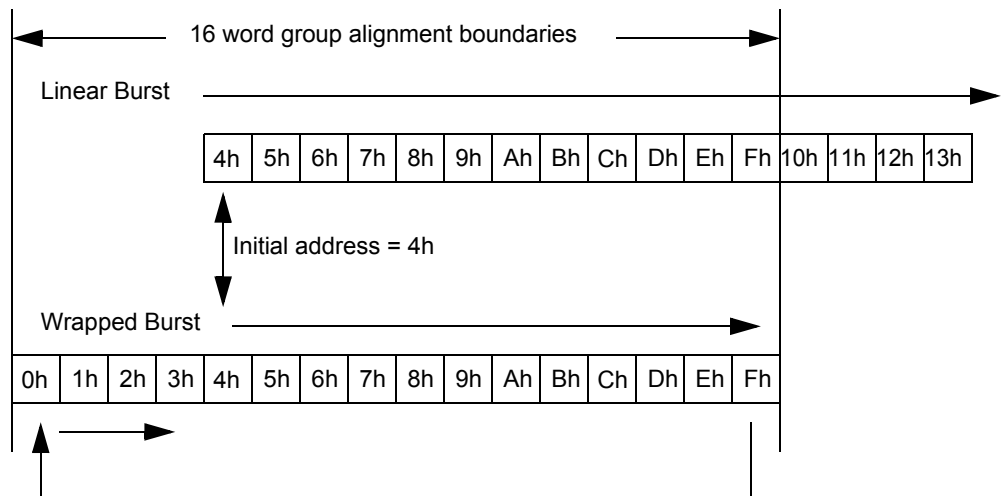 16 word group alignment boundaries
Linear Burst
4h 5h 6h 7h 8h 9h Ah Bh Ch Dh Eh Fh 10h 11h 12h 13h
Initial address = 4h
Wrapped Burst
0h 1h 2h 3h 4h 5h 6h 7h 8h 9h Ah Bh Ch Dh Eh Fh